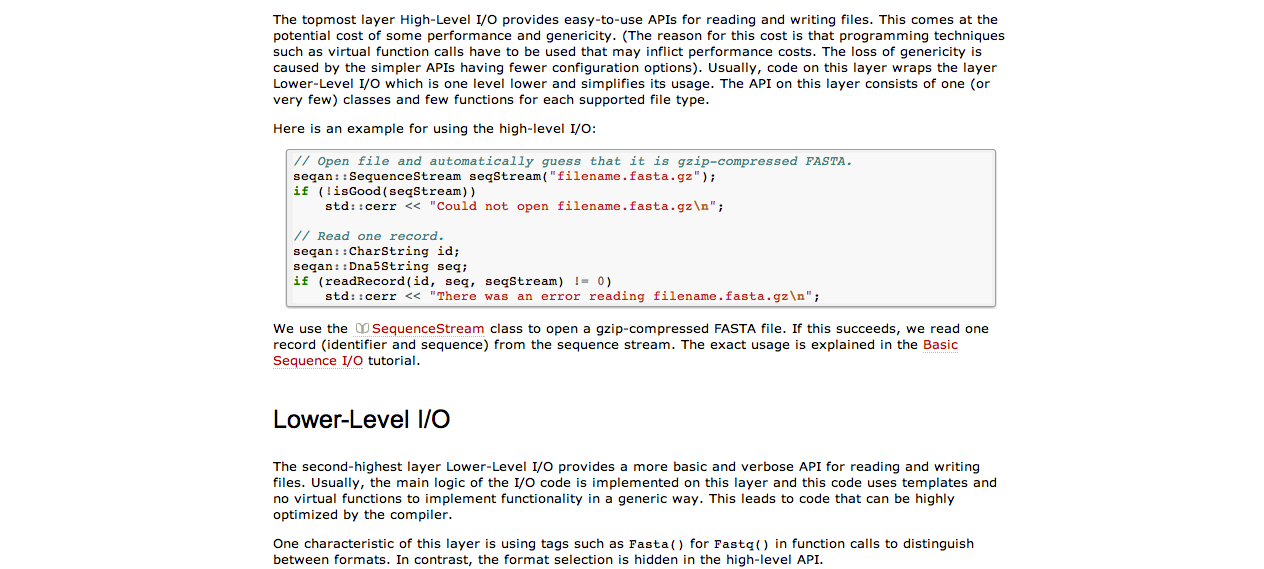 The topmost layer High-Level I/O provides easy-to-use APIs for reading and writing files. This comes at the
potential cost of some performance and genericity. (The reason for this cost is that programming techniques
such as virtual function calls have to be used that may inflict performance costs. The loss of genericity is
caused by the simpler APIs having fewer configuration options). Usually, code on this layer wraps the layer
Lower-Level I/O which is one level lower and simplifies its usage. The API on this layer consists of one (or
very few) classes and few functions for each supported file type.
Here is an example for using the high-level I/O:
// Open file and automatically guess that it is gzip-compressed FASTA.
seqan::SequenceStream seqStream("filename.fasta.gz");
if (!isGood(seqStream))
    std::cerr << "Could not open filename.fasta.gz\n";
// Read one record.
seqan::CharString id;
seqan::Dna5String seq;
if (readRecord(id, seq, seqStream) != 0)
    std::cerr << "There was an error reading filename.fasta.gz\n";
We use the SequenceStream class to open a gzip-compressed FASTA file. If this succeeds, we read one
record (identifier and sequence) from the sequence stream. The exact usage is explained in the Basic
Sequence I/O tutorial.
Lower-Level I/O
The second-highest layer Lower-Level I/O provides a more basic and verbose API for reading and writing
files. Usually, the main logic of the I/O code is implemented on this layer and this code uses templates and
no virtual functions to implement functionality in a generic way. This leads to code that can be highly
optimized by the compiler.
One characteristic of this layer is using tags such as Fasta() for Fastq() in function calls to distinguish
between formats. In contrast, the format selection is hidden in the high-level API.